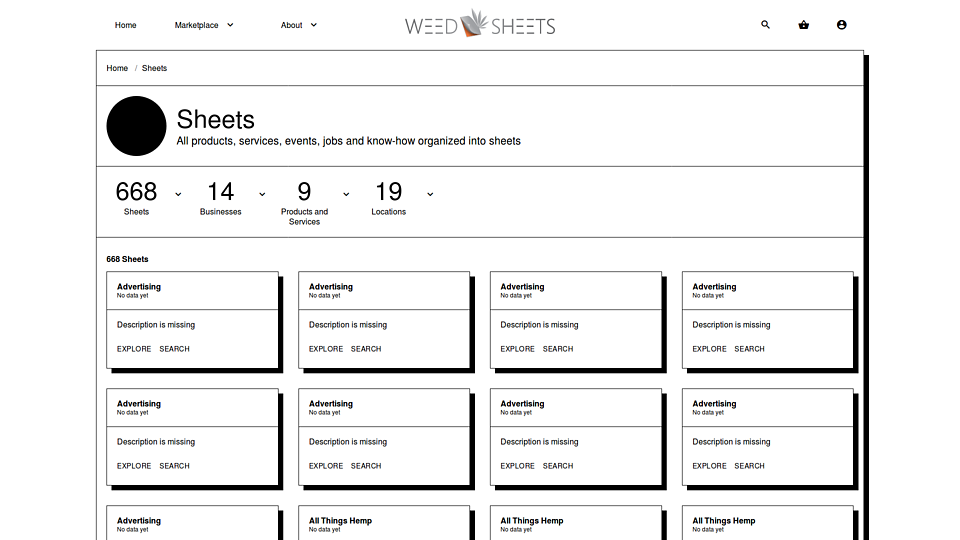 Home Marketplace About WEED SHEETS
Home / Sheets
Sheets
All products, services, events, jobs and know-how organized into sheets
668 14 9 19
Sheets Businesses Products and Services Locations
668 Sheets
Advertising Advertising Advertising Advertising
No data yet No data yet No data yet No data yet
Description is missing Description is missing Description is missing Description is missing
EXPLORE SEARCH EXPLORE SEARCH EXPLORE SEARCH EXPLORE SEARCH
Advertising Advertising Advertising Advertising
No data yet No data yet No data yet No data yet
Description is missing Description is missing Description is missing Description is missing
EXPLORE SEARCH EXPLORE SEARCH EXPLORE SEARCH EXPLORE SEARCH
Advertising All Things Hemp All Things Hemp All Things Hemp
No data yet No data yet No data yet No data yet